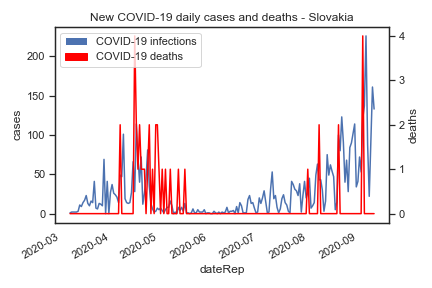 New COVID-19 daily cases and deaths - Slovakia
COVID-19 infections
COVID-19 deaths
200
150
100
50
0
cases
4
3
2
1
0
deaths
2020-03
2020-04
2020-05
2020-06
2020-07
2020-08
2020-09
dateRep